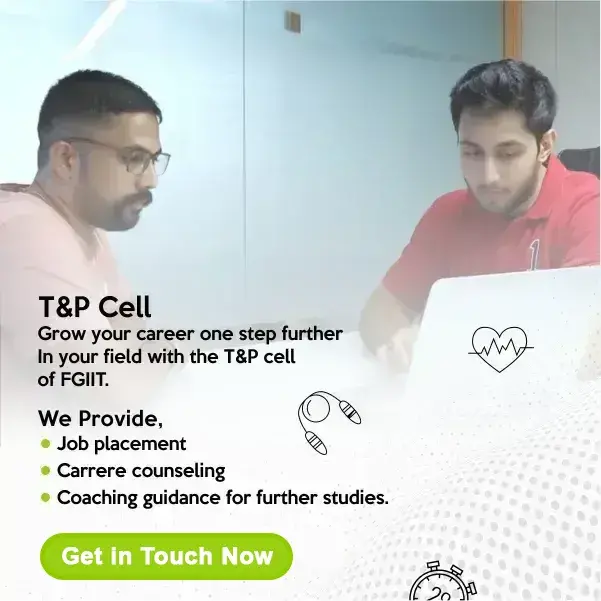 T&P Cell
Grow your career one step further
In your field with the T&P cell
of FGIIT.
We Provide,
Job placement
Carrere counseling
Coaching guidance for further studies.
Get in Touch Now